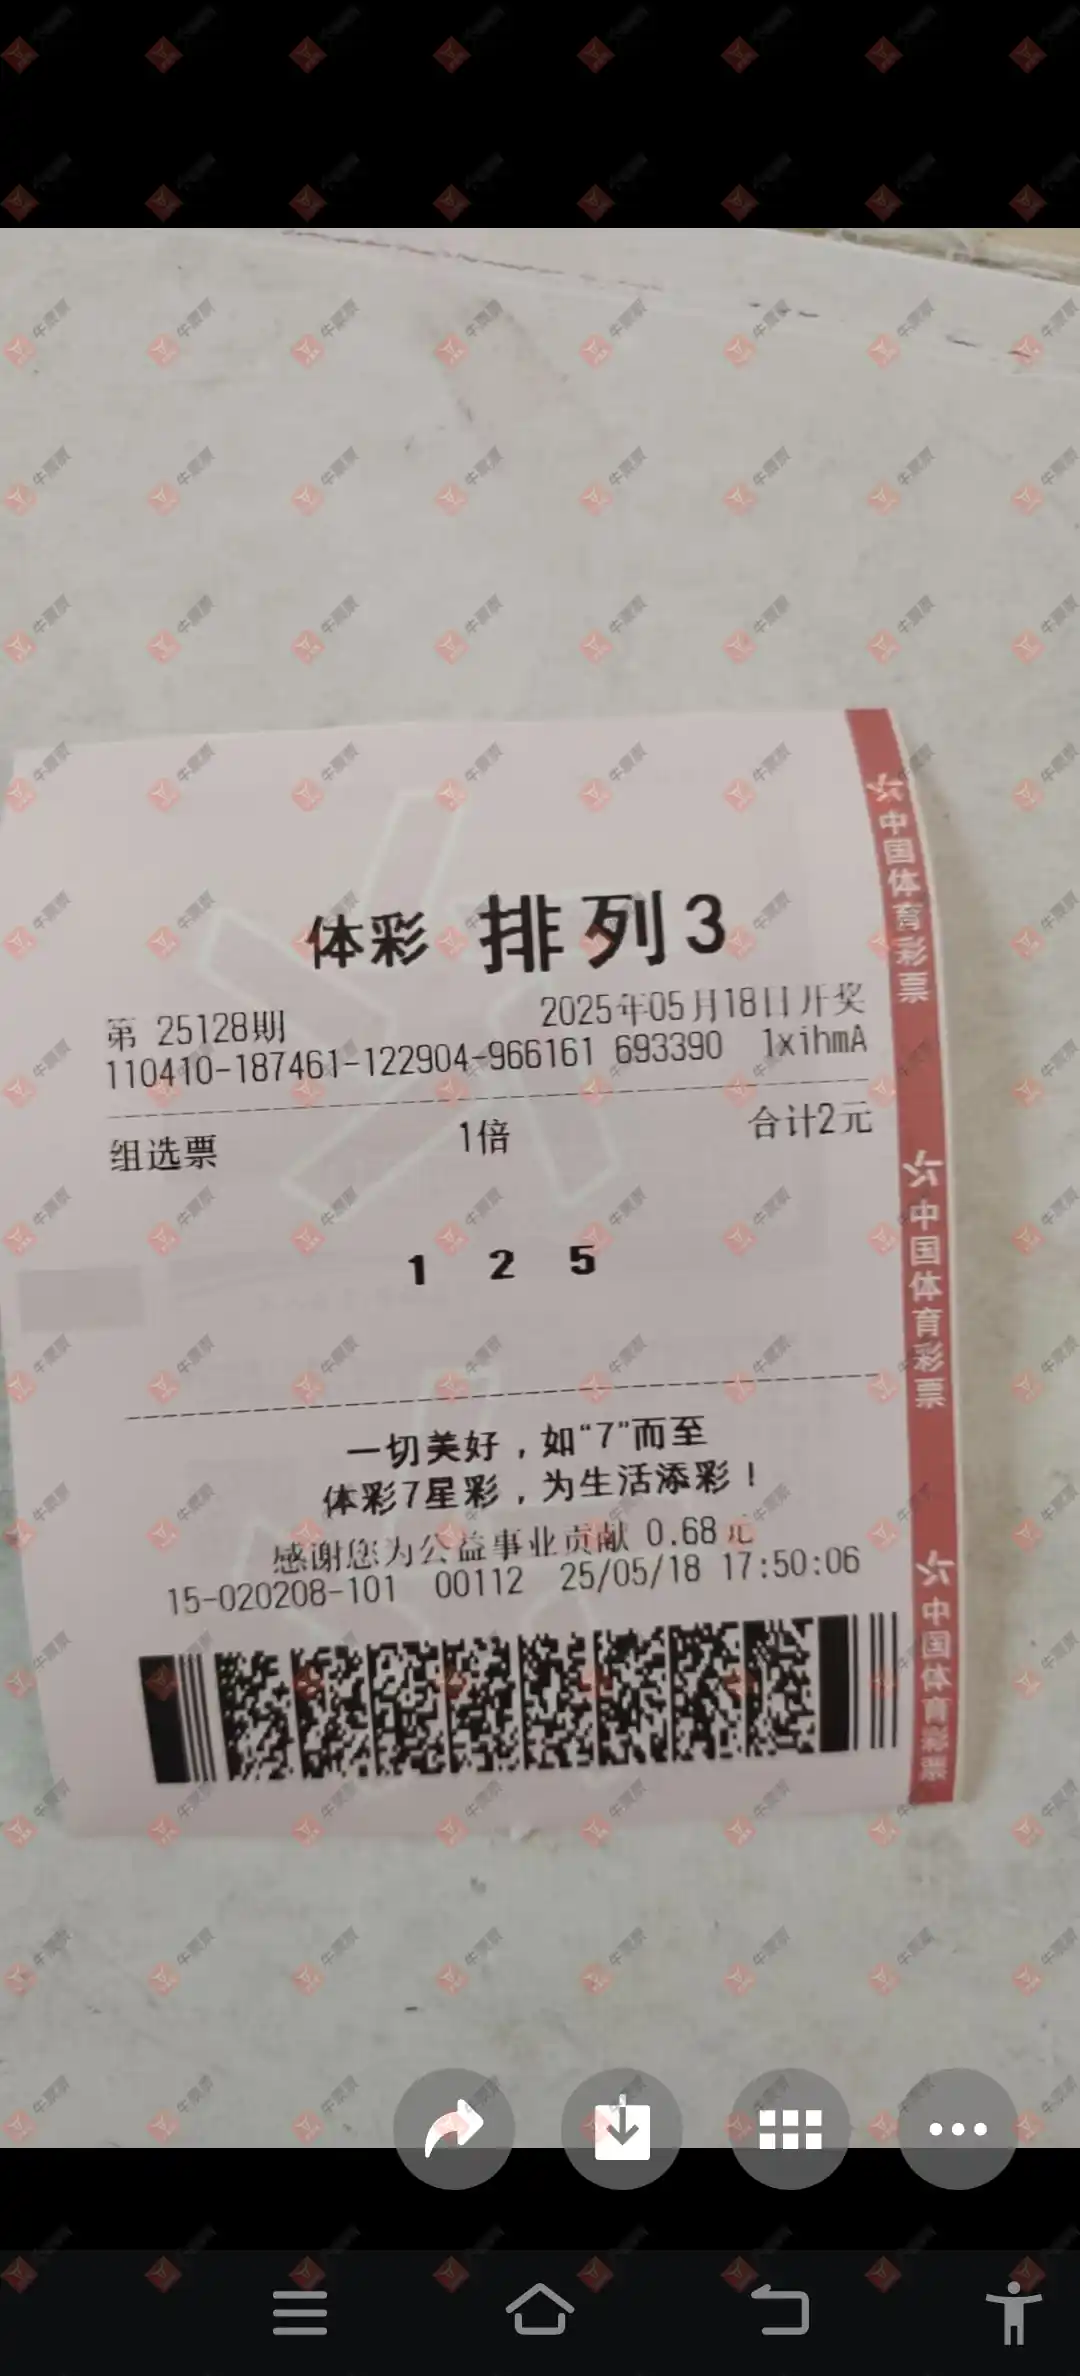 体彩 排列3
第 25128期 2025年05月18日开奖
110410-187461-122904-966161 693390 1xihmA
组选票 1倍 合计2元
1 2 5
一切美好，如“7”而至
体彩7星彩，为生活添彩！
感谢您为公益事业贡献 0.68元
15-020208-101 00112 25/05/18 17:50:06
中国体育彩票
中国体育彩票
中国体育彩票
牛票票